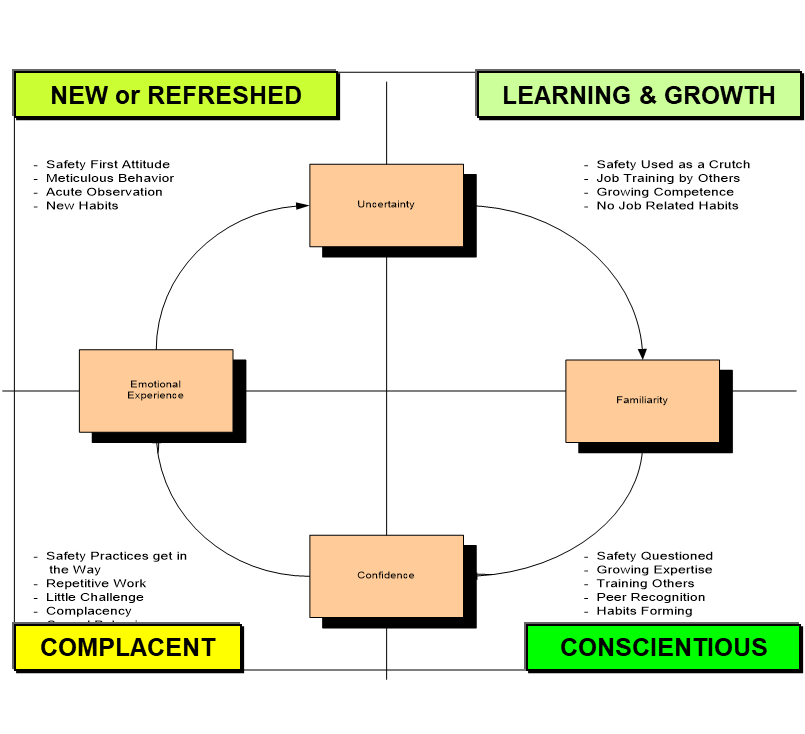 NEW or REFRESHED
LEARNING & GROWTH
- Safety First Attitude
- Meticulous Behavior
- Acute Observation
- New Habits
- Safety Used as a Crutch
- Job Training by Others
- Growing Competence
- No Job Related Habits
Uncertainty
Emotional
Experience
Familiarity
Confidence
- Safety Practices get in
the Way
- Repetitive Work
- Little Challenge
- Complacency
- Safety Questioned
- Growing Expertise
- Training Others
- Peer Recognition
- Habits Forming
COMPLACENT
CONSCIENTIOUS